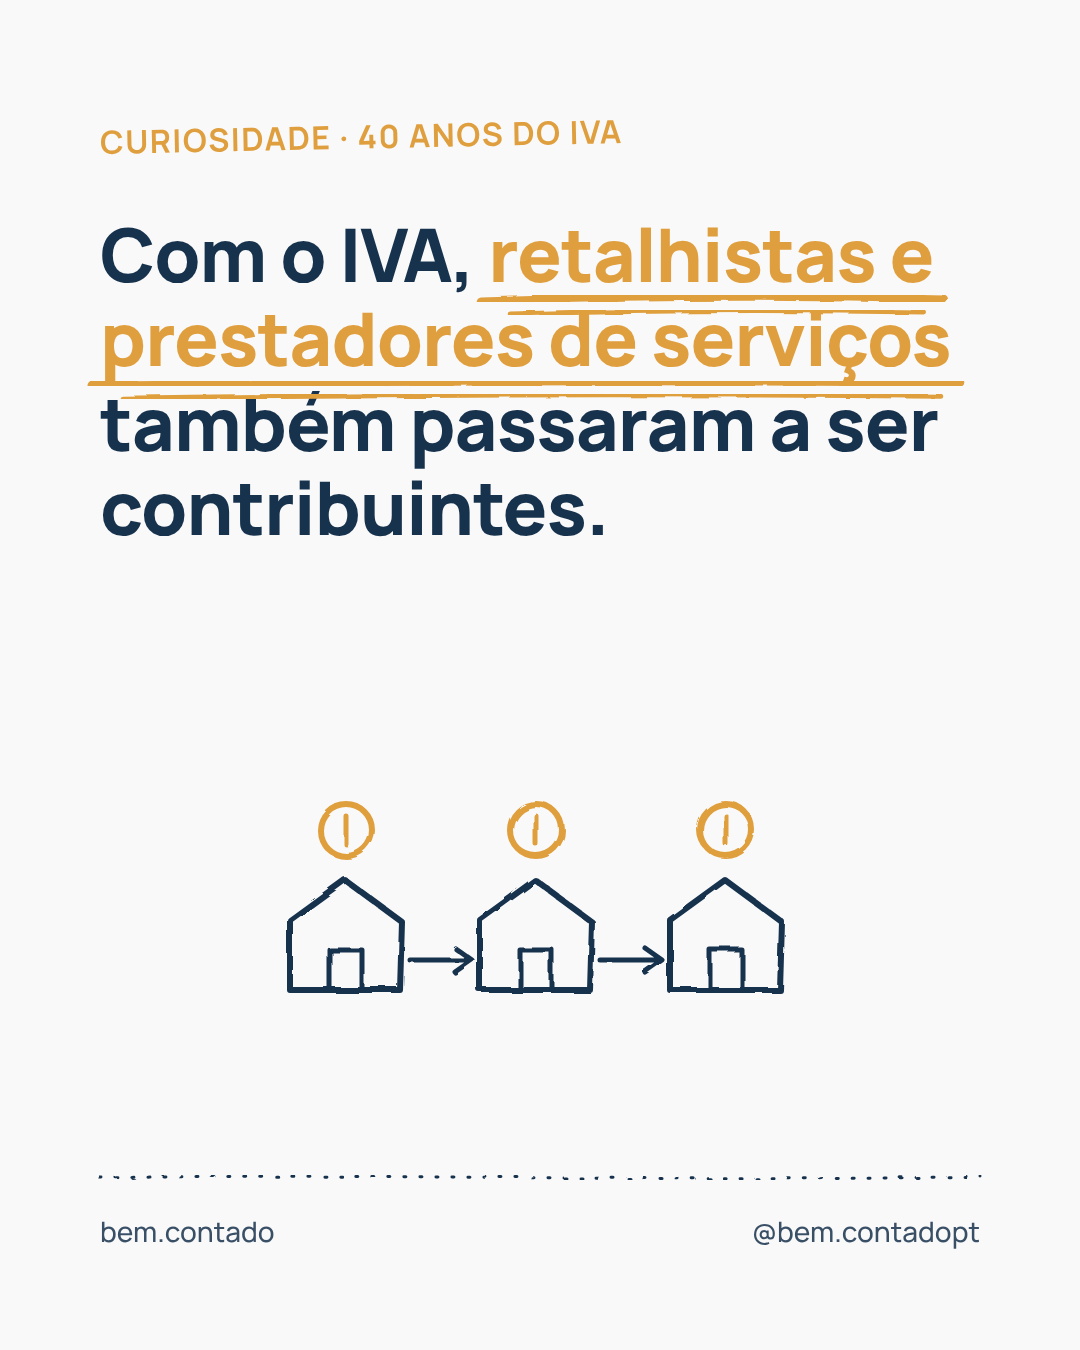 CURIOSIDADE · 40 ANOS DO IVA
Com o IVA, retalhistas e
prestadores de serviços
também passaram a ser
contribuintes.
bem.contado
@bem.contadopt